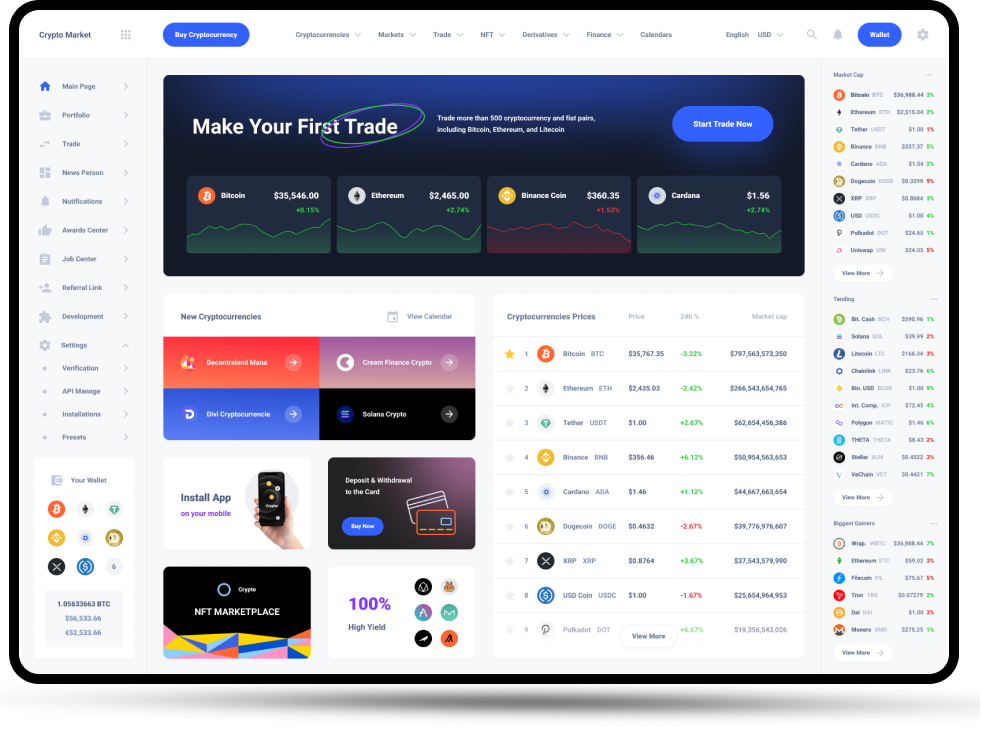 Crypto Market
Buy Cryptocurrency
Cryptocurrencies
Markets
Trade
NFT
Derivatives
Finance
Calendars
English USD
Wallet
Main Page
Portfolio
Trade
News Person
Notifications
Awards Center
Job Center
Referral Link
Development
Settings
Verification
API Manage
Installations
Presets
Your Wallet
6
1.05633663 BTC
$56,533.66
€52,533.66
Make Your First Trade
Trade more than 500 cryptocurrency and fiat pairs,
including Bitcoin, Ethereum, and Litecoin
Start Trade Now
Bitcoin $35,546.00
+0.15%
Ethereum $2,465.00
+2.74%
Binance Coin $360.35
+1.53%
Cardana $1.56
+2.74%
New Cryptocurrencies
View Calendar
Decentraland Mana
Cream Finance Crypto
Divi Cryptocurrencie
Solana Crypto
Install App
on your mobile
Crypto
Deposit & Withdrawal
to the Card
Buy Now
Crypto
NFT MARKETPLACE
100%
High Yield
Cryptocurrencies Prices Price 24h % Market cap
1 Bitcoin BTC $35,767.35 -3.22% $797,563,573,350
2 Ethereum ETH $2,435.03 -2.42% $266,543,654,765
3 Tether USDT $1.00 +2.67% $62,654,456,386
4 Binance BNB $356.46 +6.12% $50,954,563,653
5 Cardano ADA $1.46 +1.12% $44,667,663,654
6 Dogecoin DOGE $0.4632 -2.67% $39,776,976,607
7 XRP XRP $0.8764 +3.67% $37,543,579,990
8 USD Coin USDC $1.00 -1.67% $25,654,964,953
9 Polkadot DOT +5.67% $19,356,543,026
View More
Market Cap
Bitcoin BTC $36,988.44 3%
Ethereum ETH $2,515.04 2%
Tether USDT $1.00 1%
Binance BNB $357.37 5%
Cardano ADA $1.54 2%
Dogecoin DOGE $0.3299 9%
XRP XRP $0.8684 3%
USD USDC $1.00 4%
Polkadot DOT $24.65 1%
Uniswap UNI $24.05 5%
View More
Tending
Bit. Cash BCH $590.96 1%
Solana SOL $39.99 2%
Litecoin LTC $166.34 3%
Chainlink LINK $23.76 6%
Bin. USD BUSD $1.00 9%
Int. Comp. ICP $72.45 4%
Polygon MATIC $1.46 6%
THETA THETA $8.43 2%
Stellar XLM $0.4522 3%
VeChain VET $0.4421 7%
View More
Biggest Gainers
Wrap. WBTC $36,988.44 7%
Ethereum ETC $59.02 3%
Filecoin FIL $75.67 5%
Tron TRX $0.07279 2%
Dai DAI $1.00 3%
Monero XMR $275.25 1%
View More